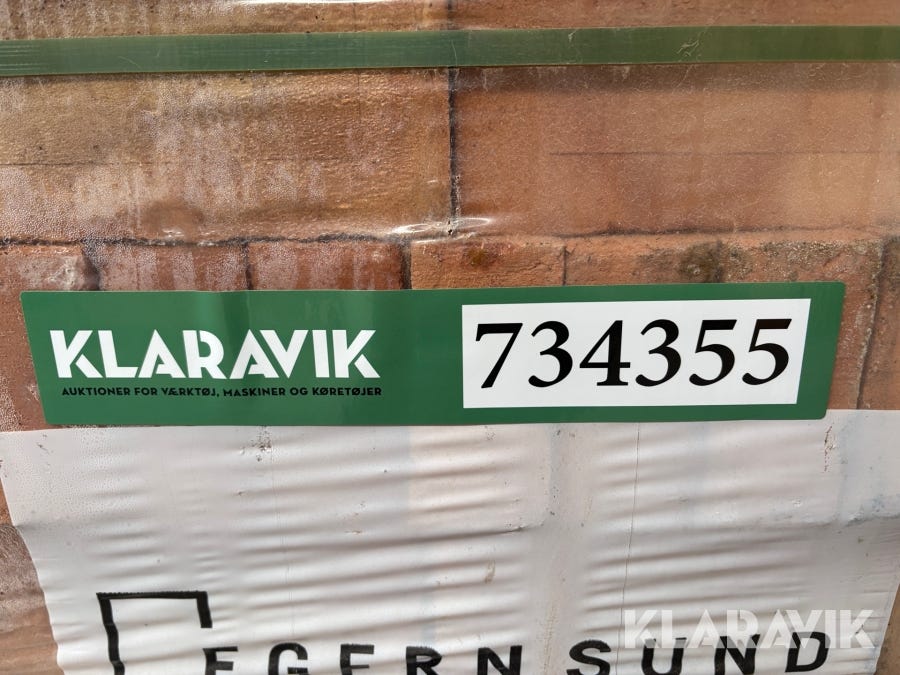 KLARAVIK
AUKTIONER FOR VÆRKTØJ, MASKINER OG KØRETØJER
734355
EGERNSUND
KLARAVIK